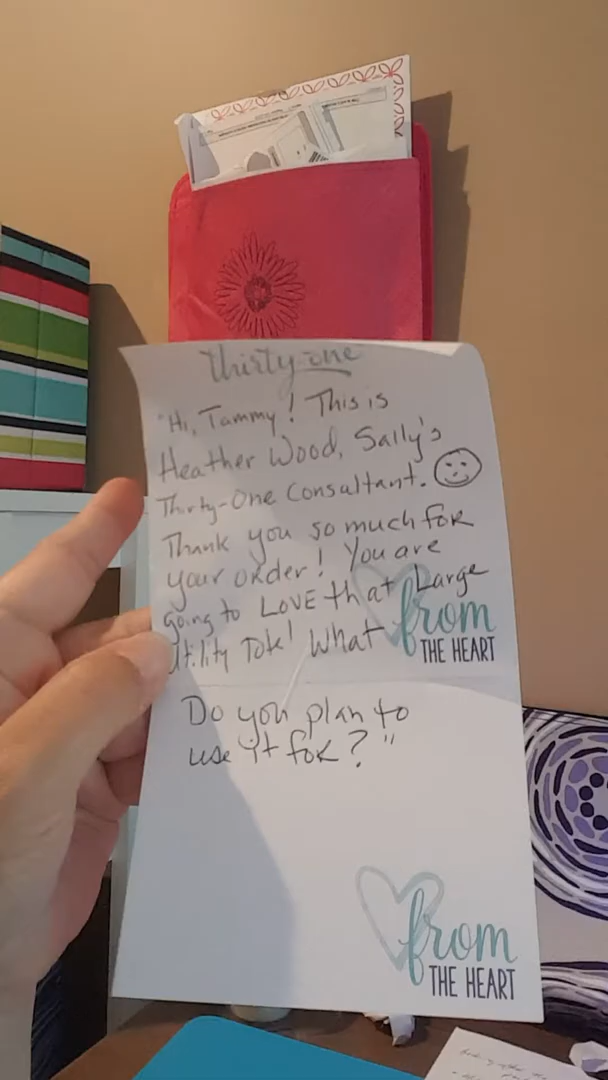 thirty-one
"Hi, Tammy! This is
Heather Wood, Sally's
Thirty-One Consultant.
Thank you so much for
your order! You are
going to LOVE that Large
Utility Tote! What
from
THE HEART
Do you plan to
use it for?"
from
THE HEART